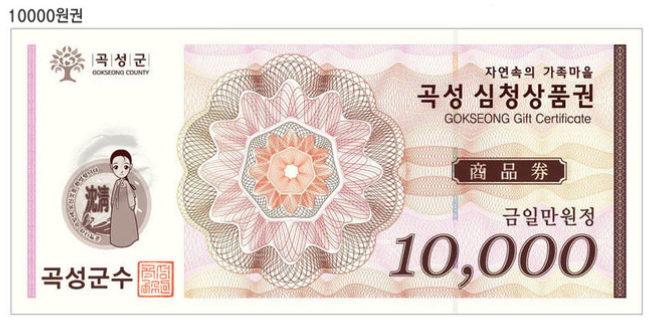 10000원권
곡성군
GOKSEONG COUNTY
자연속의 가족마을
곡성 심청상품권
GOKSEONG Gift Certificate
商品券
沈清
금일만원정
10,000
곡성군수